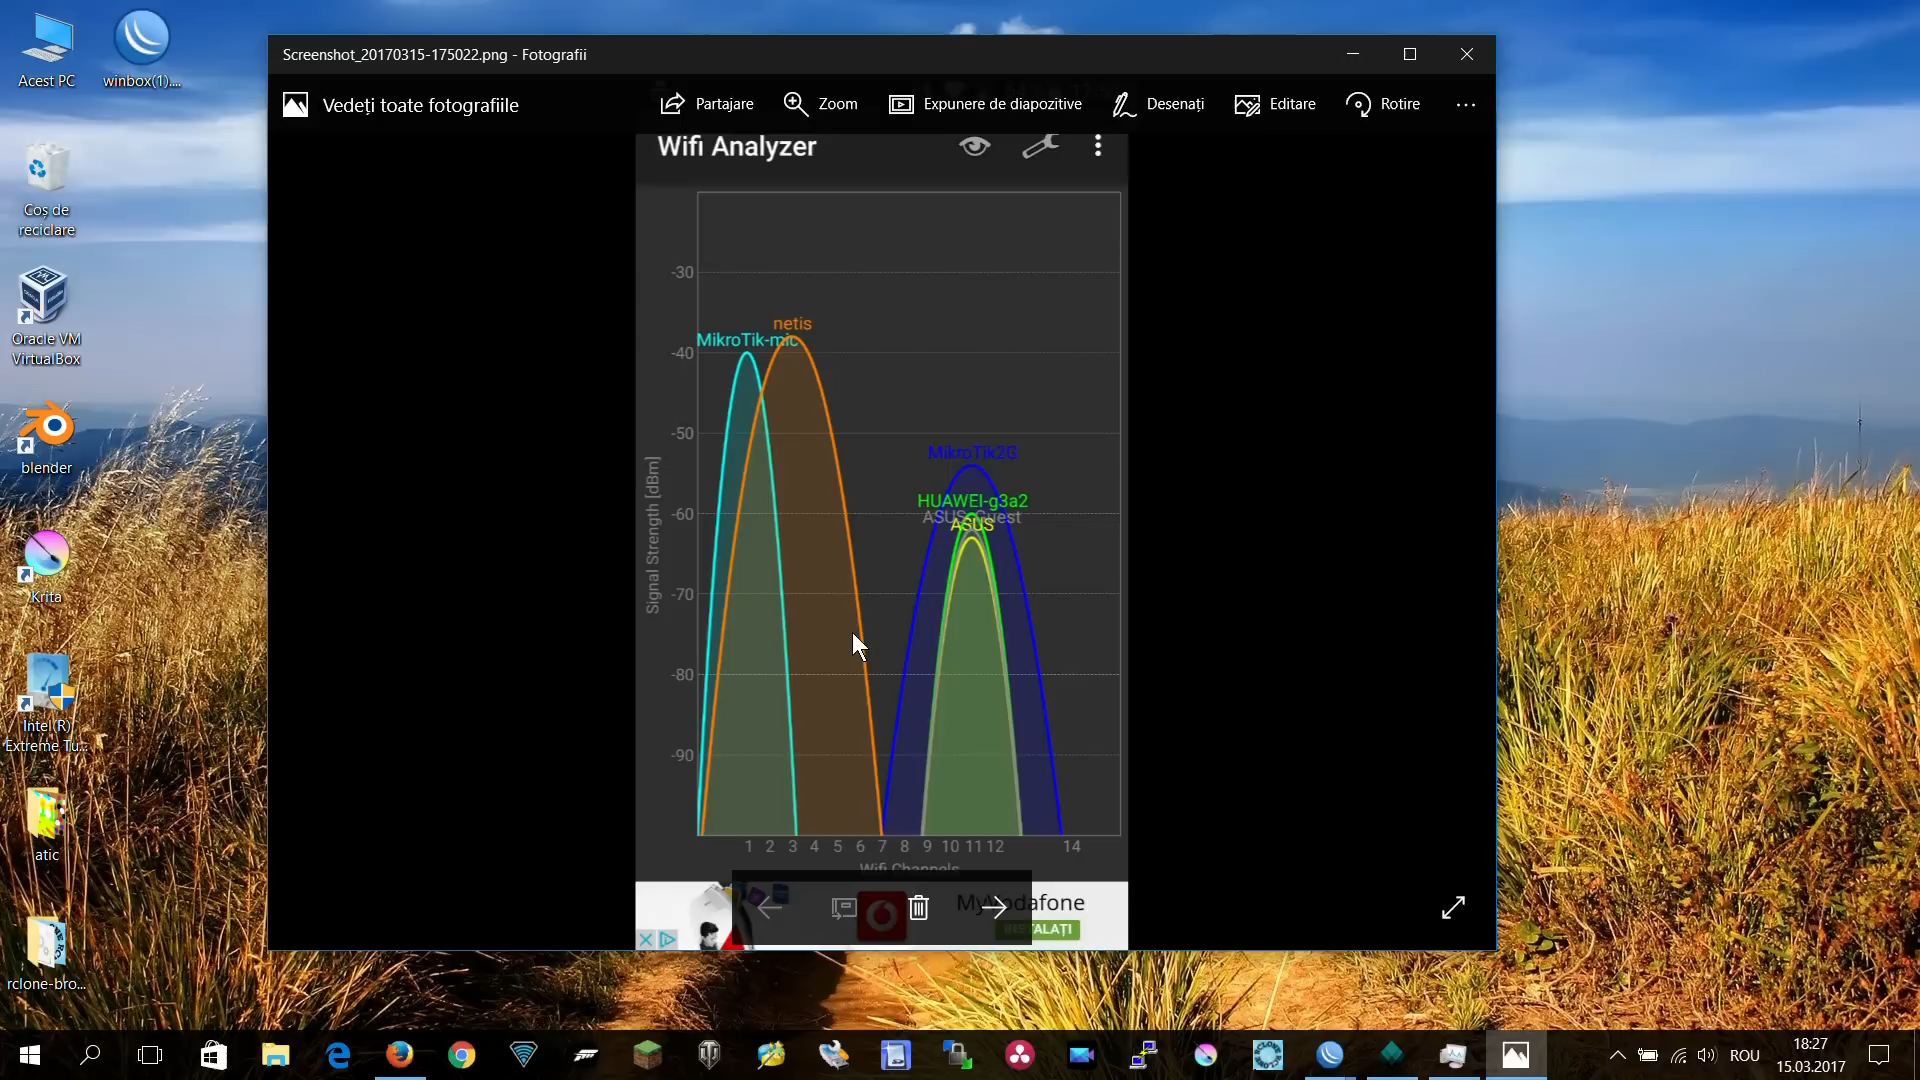 Acest PC
winbox(1)....
Coș de
reciclare
Oracle VM
VirtualBox
blender
Krita
Intel(R)
Extreme Tu...
atic
rclone-bro...
Screenshot_20170315-175022.png - Fotografii
Vedeți toate fotografiile
Partajare
Zoom
Expunere de diapozitive
Desenați
Editare
Rotire
Wifi Analyzer
Signal Strength [dBm]
-30
-40
-50
-60
-70
-80
-90
netis
MikroTik-mic
MikroTik2G
HUAWEI-g3a2
ASUS
1 2 3 4 5 6 7 8 9 10 11 12 14
Wifi Channels
MyVodafone
INSTALAȚI
ROU
18:27
15.03.2017